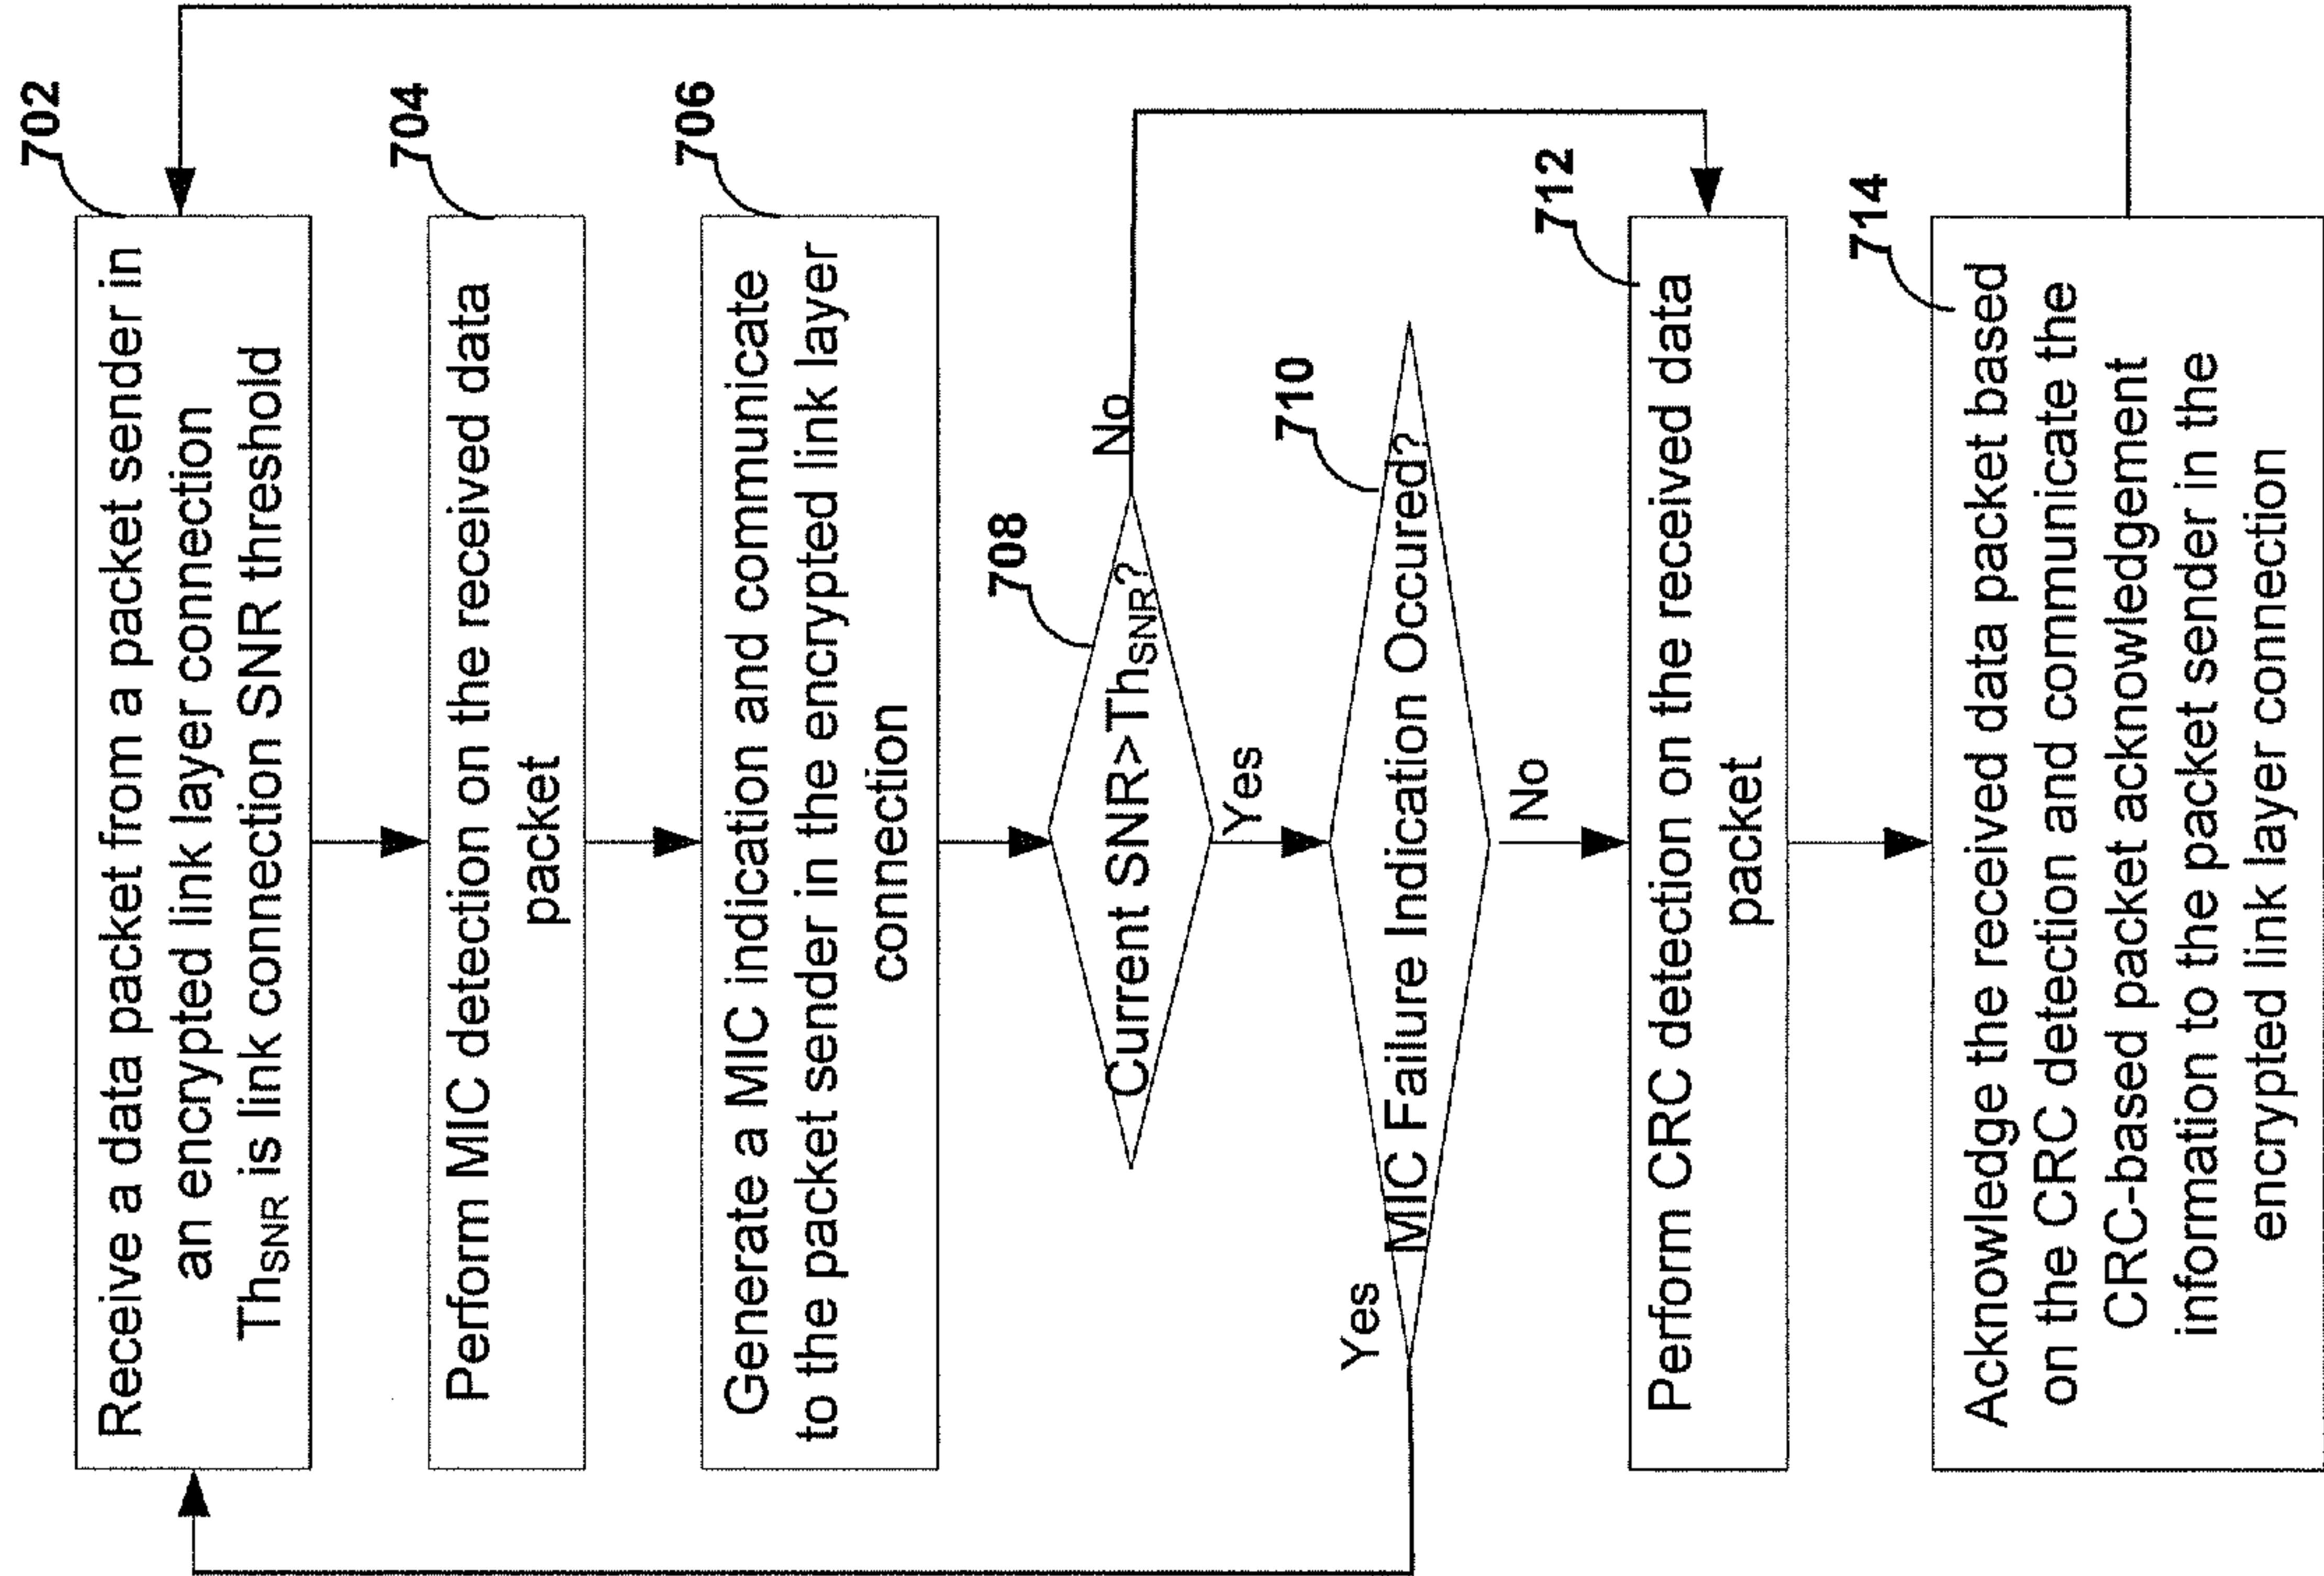 702
Receive a data packet from a packet sender in
an encrypted link layer connection
ThSNR is link connection SNR threshold
704
Perform MIC detection on the received data
packet
706
Generate a MIC indication and communicate
to the packet sender in the encrypted link layer
connection
708
Current SNR>ThSNR?
No
Yes
710
MIC Failure Indication Occured?
Yes
No
712
Perform CRC detection on the received data
packet
714
Acknowledge the received data packet based
on the CRC detection and communicate the
CRC-based packet acknowledgement
information to the packet sender in the
encrypted link layer connection